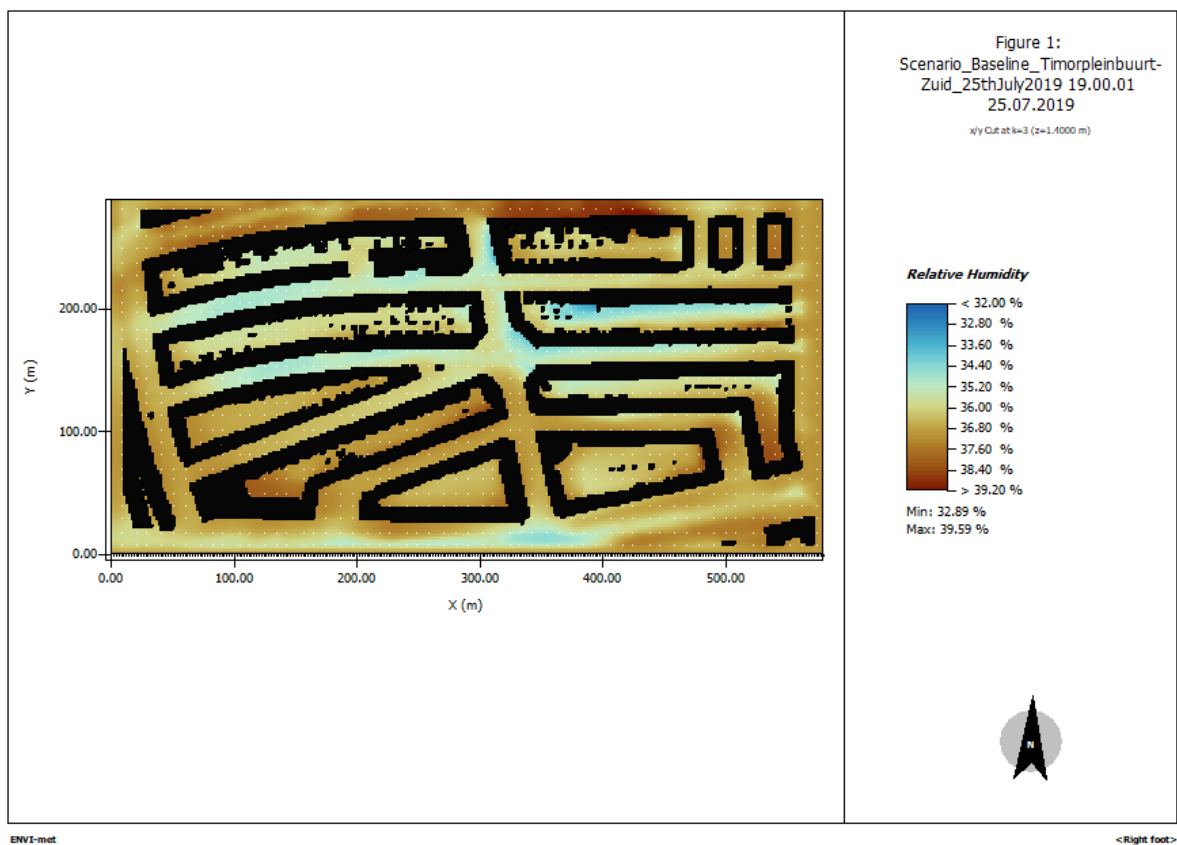 Figure 1:
Scenario_Baseline_Timorpleinbuurt-
Zuid_25thJuly2019 19.00.01
25.07.2019
x/y Cut at k=3 (z=1.4000 m)
Y (m)
200.00
100.00
0.00
0.00 100.00 200.00 300.00 400.00 500.00
X (m)
Relative Humidity
< 32.00 %
32.80 %
33.60 %
34.40 %
35.20 %
36.00 %
36.80 %
37.60 %
38.40 %
> 39.20 %
Min: 32.89 %
Max: 39.59 %
N
ENVI-met
<Right foot>